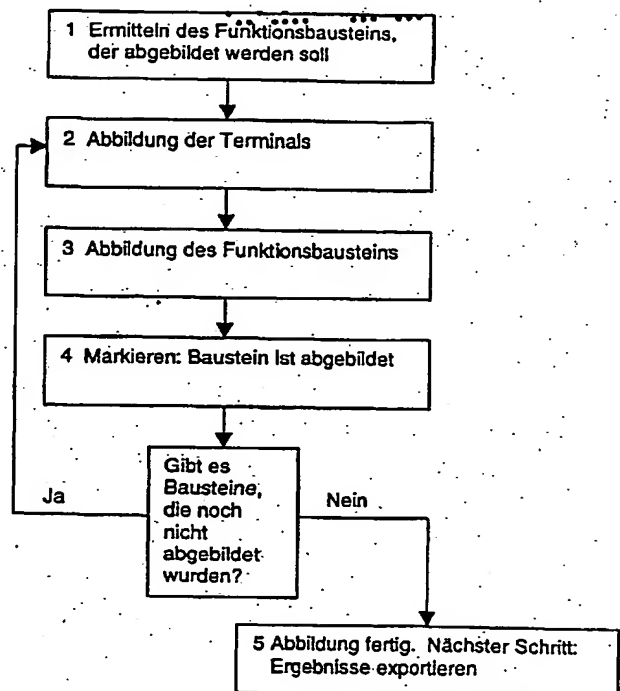 1 Ermitteln des Funktionsbausteins,
der abgebildet werden soll
2 Abbildung der Terminals
3 Abbildung des Funktionsbausteins
4 Markieren: Baustein ist abgebildet
Gibt es
Bausteine,
die noch
nicht
abgebildet
wurden?
Ja
Nein
5 Abbildung fertig. Nächster Schritt:
Ergebnisse exportieren